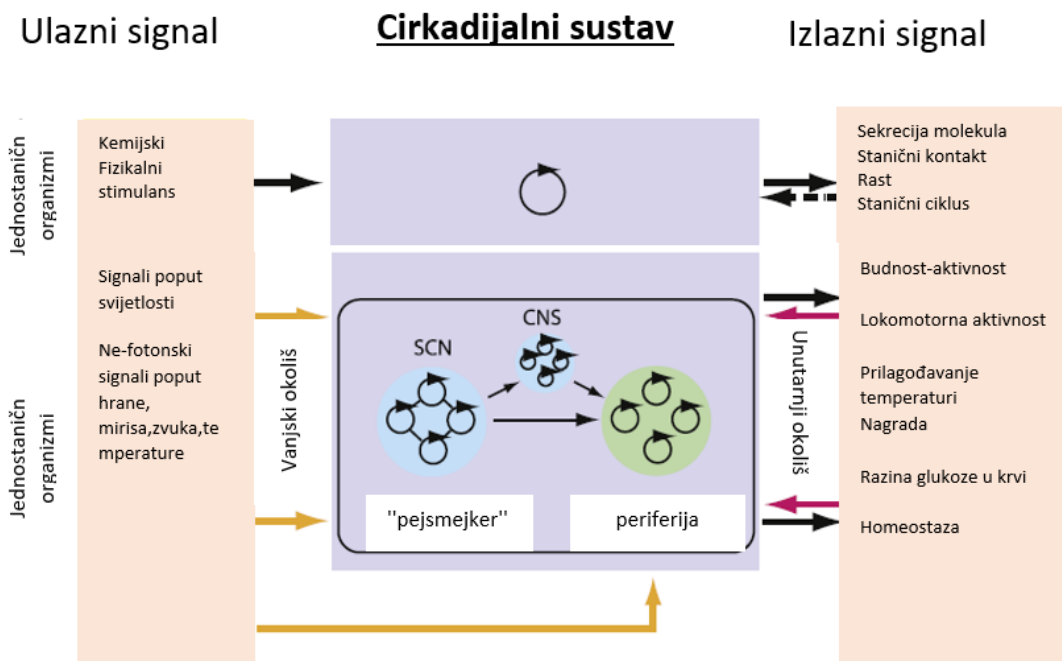 Ulazni signal
Cirkadijalni sustav
Izlazni signal
Jednostaničn
organizmi
Kemijski
Fizikalni
stimulans
Sekrecija molekula
Stanični kontakt
Rast
Stanični ciklus
Jednostaničn
organizmi
Signali poput
svijetlosti
Ne-fotonski
signali poput
hrane,
mirisa,zvuka,te
mperature
Vanjski okoliš
SCN
CNS
"pejsmejker"
periferija
Unutarnji okoliš
Budnost-aktivnost
Lokomotorna aktivnost
Prilagođavanje
temperaturi
Nagrada
Razina glukoze u krvi
Homeostaza